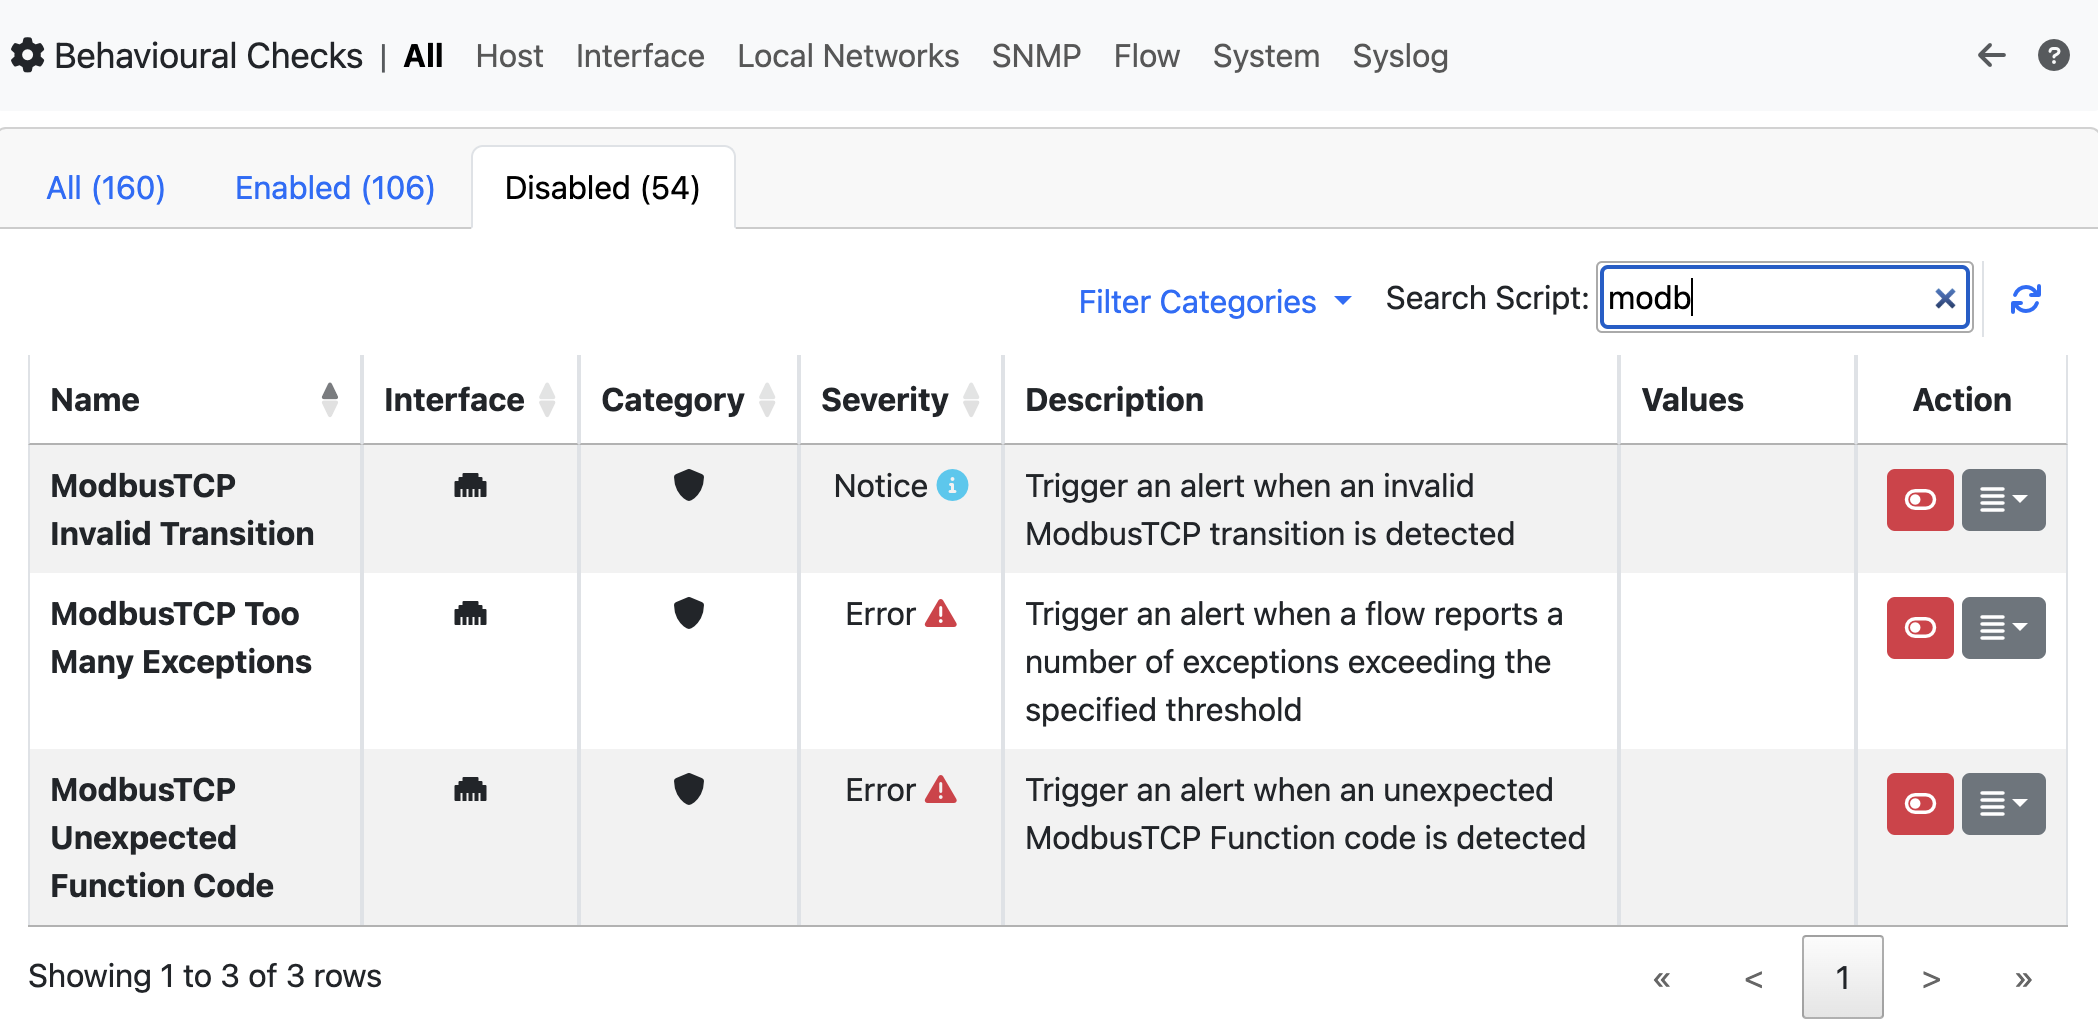 Behavioural Checks | All Host Interface Local Networks SNMP Flow System Syslog
All (160) Enabled (106) Disabled (54)
Filter Categories Search Script: modb
Name Interface Category Severity Description Values Action
ModbusTCP
Invalid Transition
Notice
Trigger an alert when an invalid
ModbusTCP transition is detected
ModbusTCP Too
Many Exceptions
Error
Trigger an alert when a flow reports a
number of exceptions exceeding the
specified threshold
ModbusTCP
Unexpected
Function Code
Error
Trigger an alert when an unexpected
ModbusTCP Function code is detected
Showing 1 to 3 of 3 rows
« < 1 > »